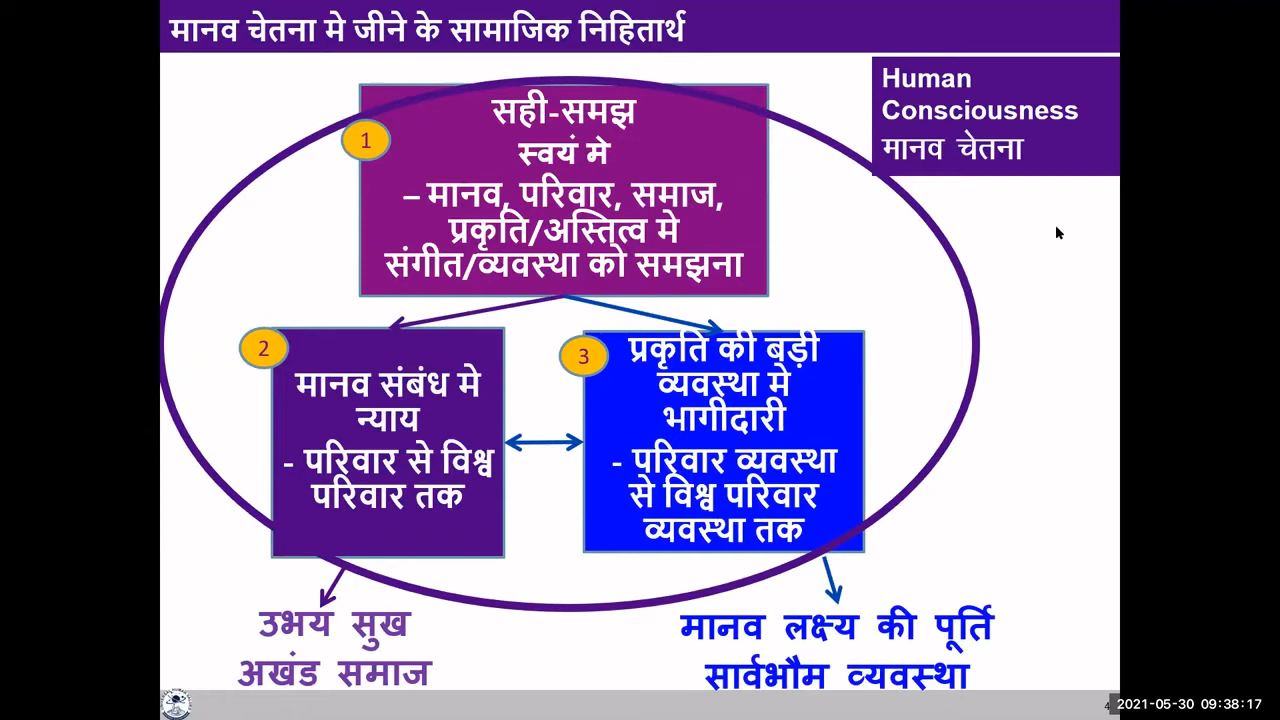 मानव चेतना मे जीने के सामाजिक निहितार्थ
Human
Consciousness
मानव चेतना
1
सही-समझ
स्वयं मे
– मानव, परिवार, समाज,
प्रकृति/अस्तित्व मे
संगीत/व्यवस्था को समझना
2
मानव संबंध मे
न्याय
- परिवार से विश्व
परिवार तक
3
प्रकृति की बड़ी
व्यवस्था मे
भागीदारी
- परिवार व्यवस्था
से विश्व परिवार
व्यवस्था तक
उभय सुख
अखंड समाज
मानव लक्ष्य की पूर्ति
सार्वभौम व्यवस्था
4
2021-05-30 09:38:17